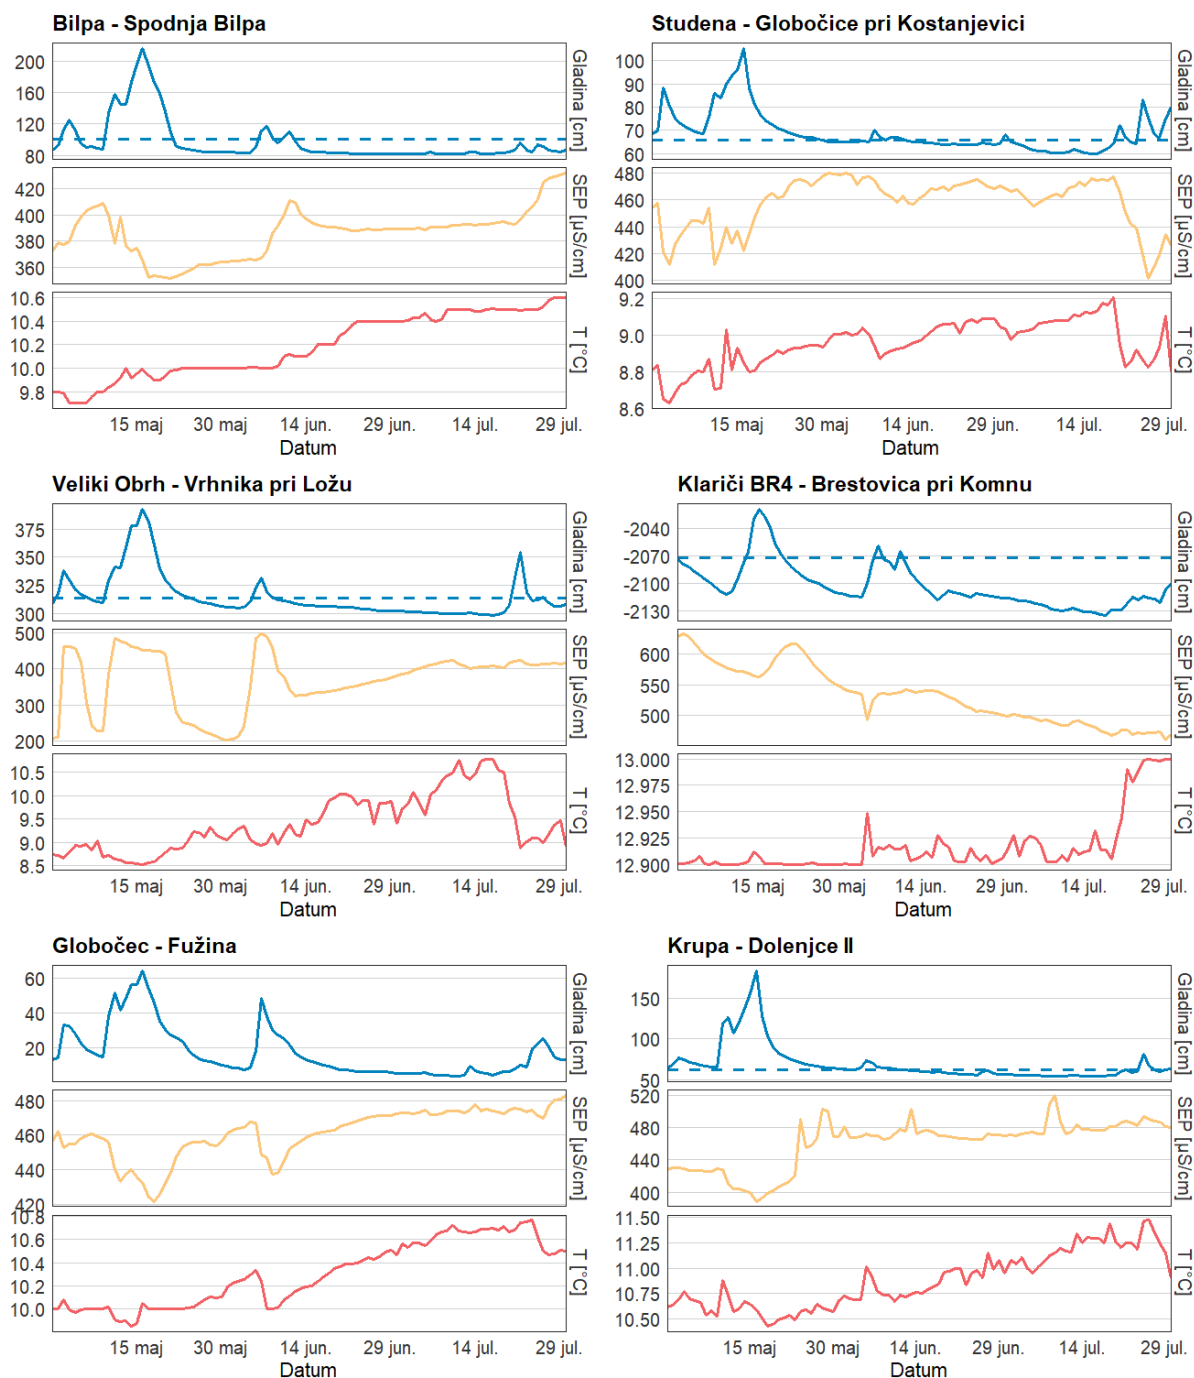 Bilpa - Spodnja Bilpa
200
160
120
80
Gladina [cm]
420
400
380
360
SEP [µS/cm]
10.6
10.4
10.2
10.0
9.8
T [°C]
15 maj 30 maj 14 jun. 29 jun. 14 jul. 29 jul.
Datum
Studena - Globočice pri Kostanjevici
100
90
80
70
60
Gladina [cm]
480
460
440
420
400
SEP [µS/cm]
9.2
9.0
8.8
8.6
T [°C]
15 maj 30 maj 14 jun. 29 jun. 14 jul. 29 jul.
Datum
Veliki Obrh - Vrhnika pri Ložu
375
350
325
300
Gladina [cm]
500
400
300
200
SEP [µS/cm]
10.5
10.0
9.5
9.0
8.5
T [°C]
15 maj 30 maj 14 jun. 29 jun. 14 jul. 29 jul.
Datum
Klariči BR4 - Brestovica pri Komnu
-2040
-2070
-2100
-2130
Gladina [cm]
600
550
500
SEP [µS/cm]
13.000
12.975
12.950
12.925
12.900
T [°C]
15 maj 30 maj 14 jun. 29 jun. 14 jul. 29 jul.
Datum
Globočec - Fužina
60
40
20
Gladina [cm]
480
460
440
420
SEP [µS/cm]
10.8
10.6
10.4
10.2
10.0
T [°C]
15 maj 30 maj 14 jun. 29 jun. 14 jul. 29 jul.
Datum
Krupa - Dolenjce II
150
100
50
Gladina [cm]
520
480
440
400
SEP [µS/cm]
11.50
11.25
11.00
10.75
10.50
T [°C]
15 maj 30 maj 14 jun. 29 jun. 14 jul. 29 jul.
Datum